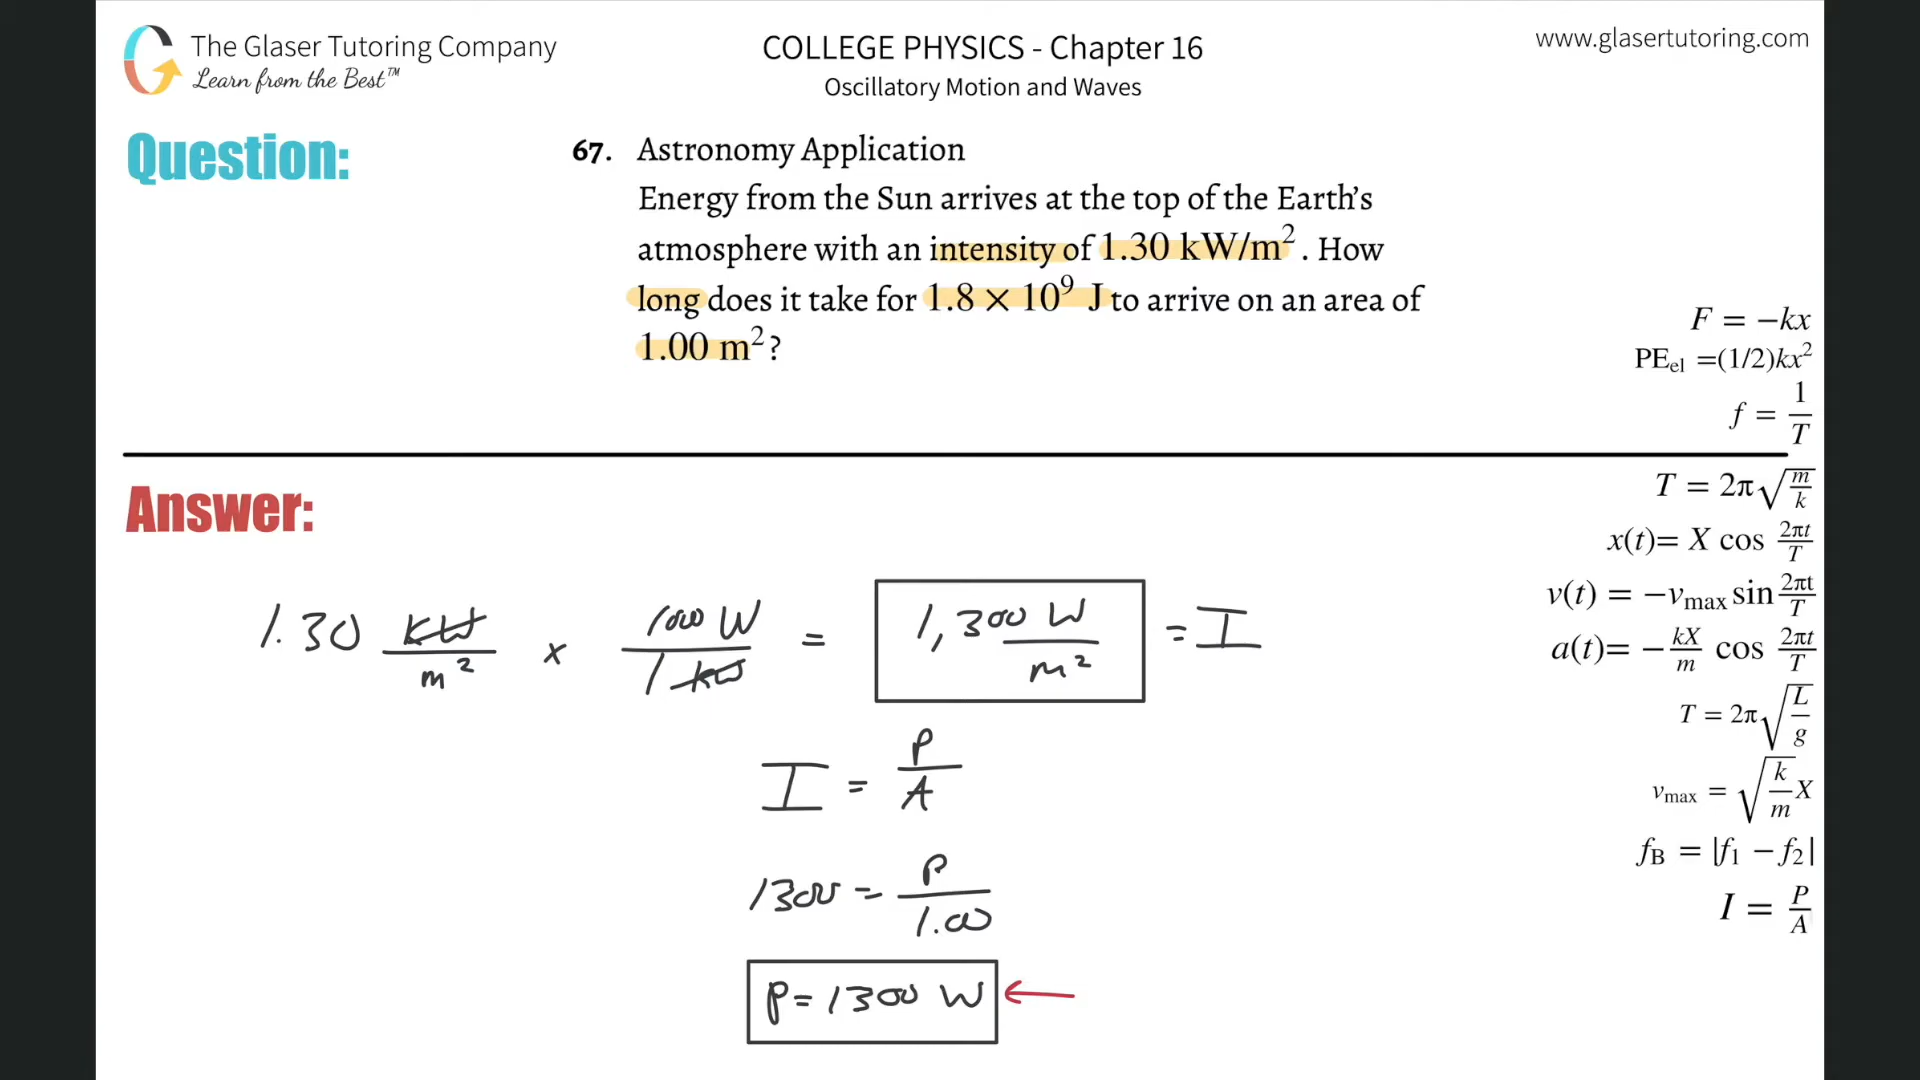 The Glaser Tutoring Company
Learn from the Best™
COLLEGE PHYSICS - Chapter 16
Oscillatory Motion and Waves
www.glasertutoring.com
Question:
67. Astronomy Application
Energy from the Sun arrives at the top of the Earth's
atmosphere with an intensity of 1.30 kW/m². How
long does it take for 1.8 × 10⁹ J to arrive on an area of
1.00 m²?
F = −kx
PE_el =(1/2)kx²
f = 1/T
Answer:
T = 2π√(m/k)
x(t)= X cos 2πt/T
v(t) = −v_max sin 2πt/T
a(t)= − kX/m cos 2πt/T
T = 2π√(L/g)
v_max = √(k/m)X
f_B = |f₁ − f₂|
I = P/A
1.30 kW/m² x 1000 W/1 kW = 1,300 W/m² = I
I = P/A
1300 = P/1.00
P = 1300 W